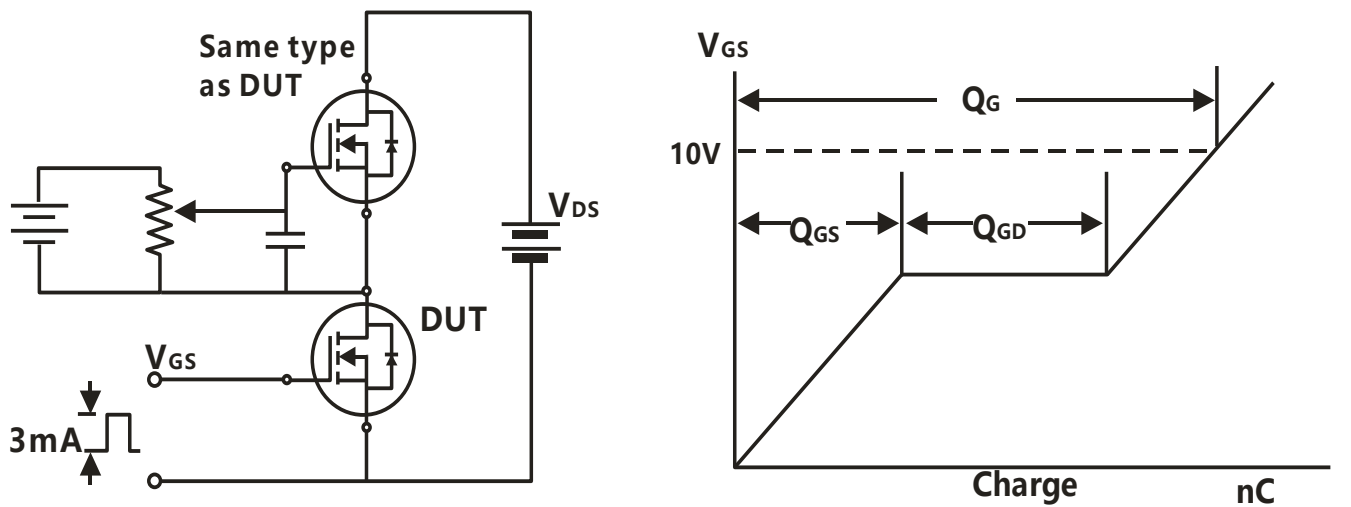 Same type
as DUT
VDS
DUT
VGS
3mA
VGS
QG
10V
QGS
QGD
Charge
nC